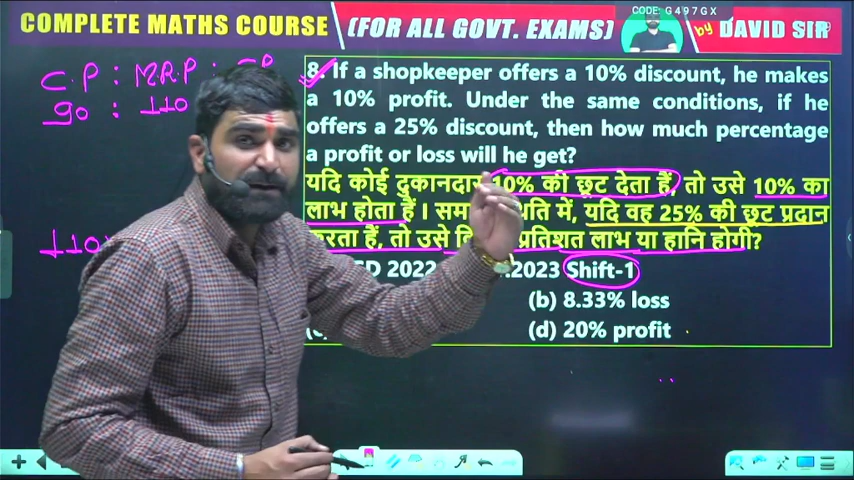 CODE: G497GX
COMPLETE MATHS COURSE (FOR ALL GOVT. EXAMS) by DAVID SIR
C.P : M.R.P :
90 : 110
110
8. If a shopkeeper offers a 10% discount, he makes
a 10% profit. Under the same conditions, if he
offers a 25% discount, then how much percentage
a profit or loss will he get?
यदि कोई दुकानदार 10% की छूट देता हैं, तो उसे 10% का
लाभ होता हैं । यदि वह 25% की छूट प्रदान
हैं, तो उसे प्रतिशत लाभ या हानि होगी?
2022 2023 Shift-1
(b) 8.33% loss
(d) 20% profit